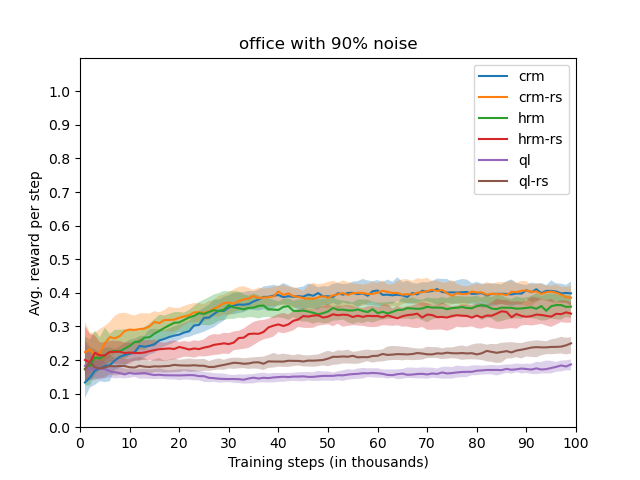 office with 90% noise
Avg. reward per step
1.0
0.9
0.8
0.7
0.6
0.5
0.4
0.3
0.2
0.1
0.0
crm
crm-rs
hrm
hrm-rs
ql
ql-rs
0 10 20 30 40 50 60 70 80 90 100
Training steps (in thousands)